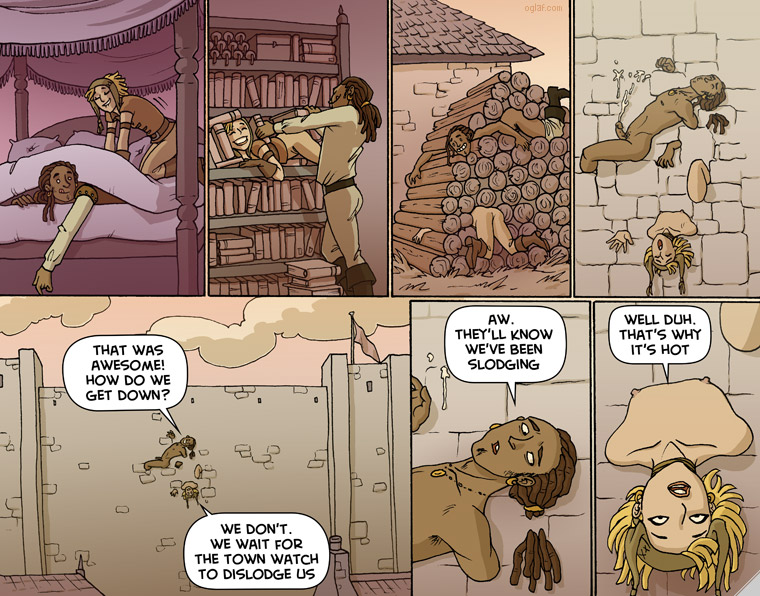 oglaf.com
THAT WAS
AWESOME!
HOW DO WE
GET DOWN?
WE DON'T.
WE WAIT FOR
THE TOWN WATCH
TO DISLODGE US
AW.
THEY'LL KNOW
WE'VE BEEN
SLODGING
WELL DUH.
THAT'S WHY
IT'S HOT